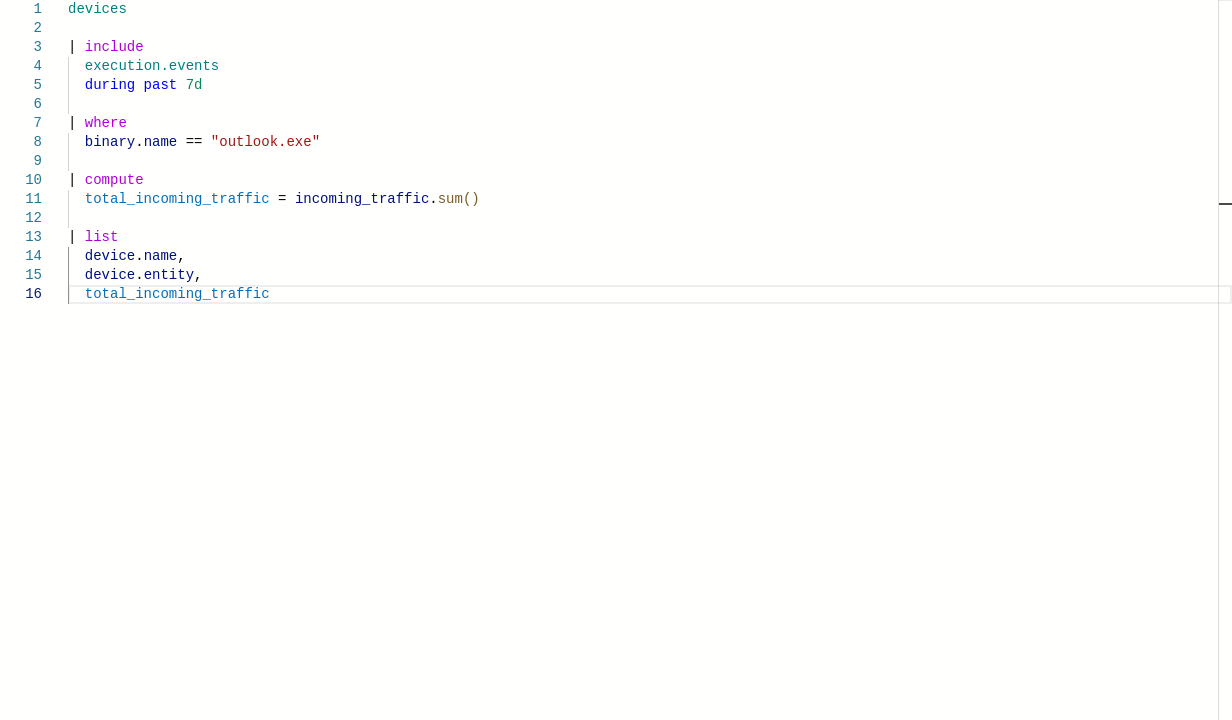 1 devices
2
3 | include
4 execution.events
5 during past 7d
6
7 | where
8 binary.name == "outlook.exe"
9
10 | compute
11 total_incoming_traffic = incoming_traffic.sum()
12
13 | list
14 device.name,
15 device.entity,
16 total_incoming_traffic